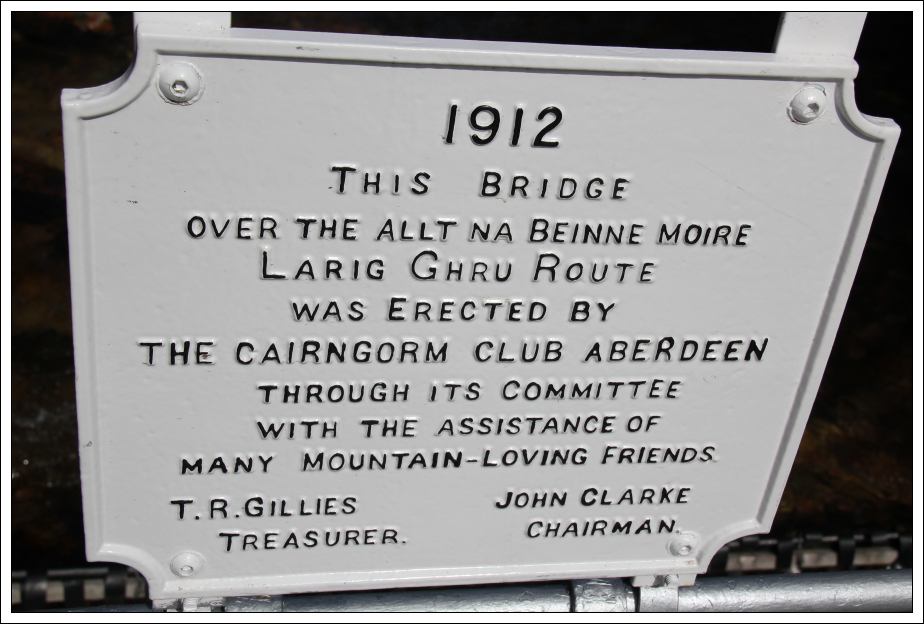 1912
THIS BRIDGE
OVER THE ALLT NA BEINNE MOIRE
LARIG GHRU ROUTE
WAS ERECTED BY
THE CAIRNGORM CLUB ABERDEEN
THROUGH ITS COMMITTEE
WITH THE ASSISTANCE OF
MANY MOUNTAIN-LOVING FRIENDS.
T.R.GILLIES
TREASURER.
JOHN CLARKE
CHAIRMAN.